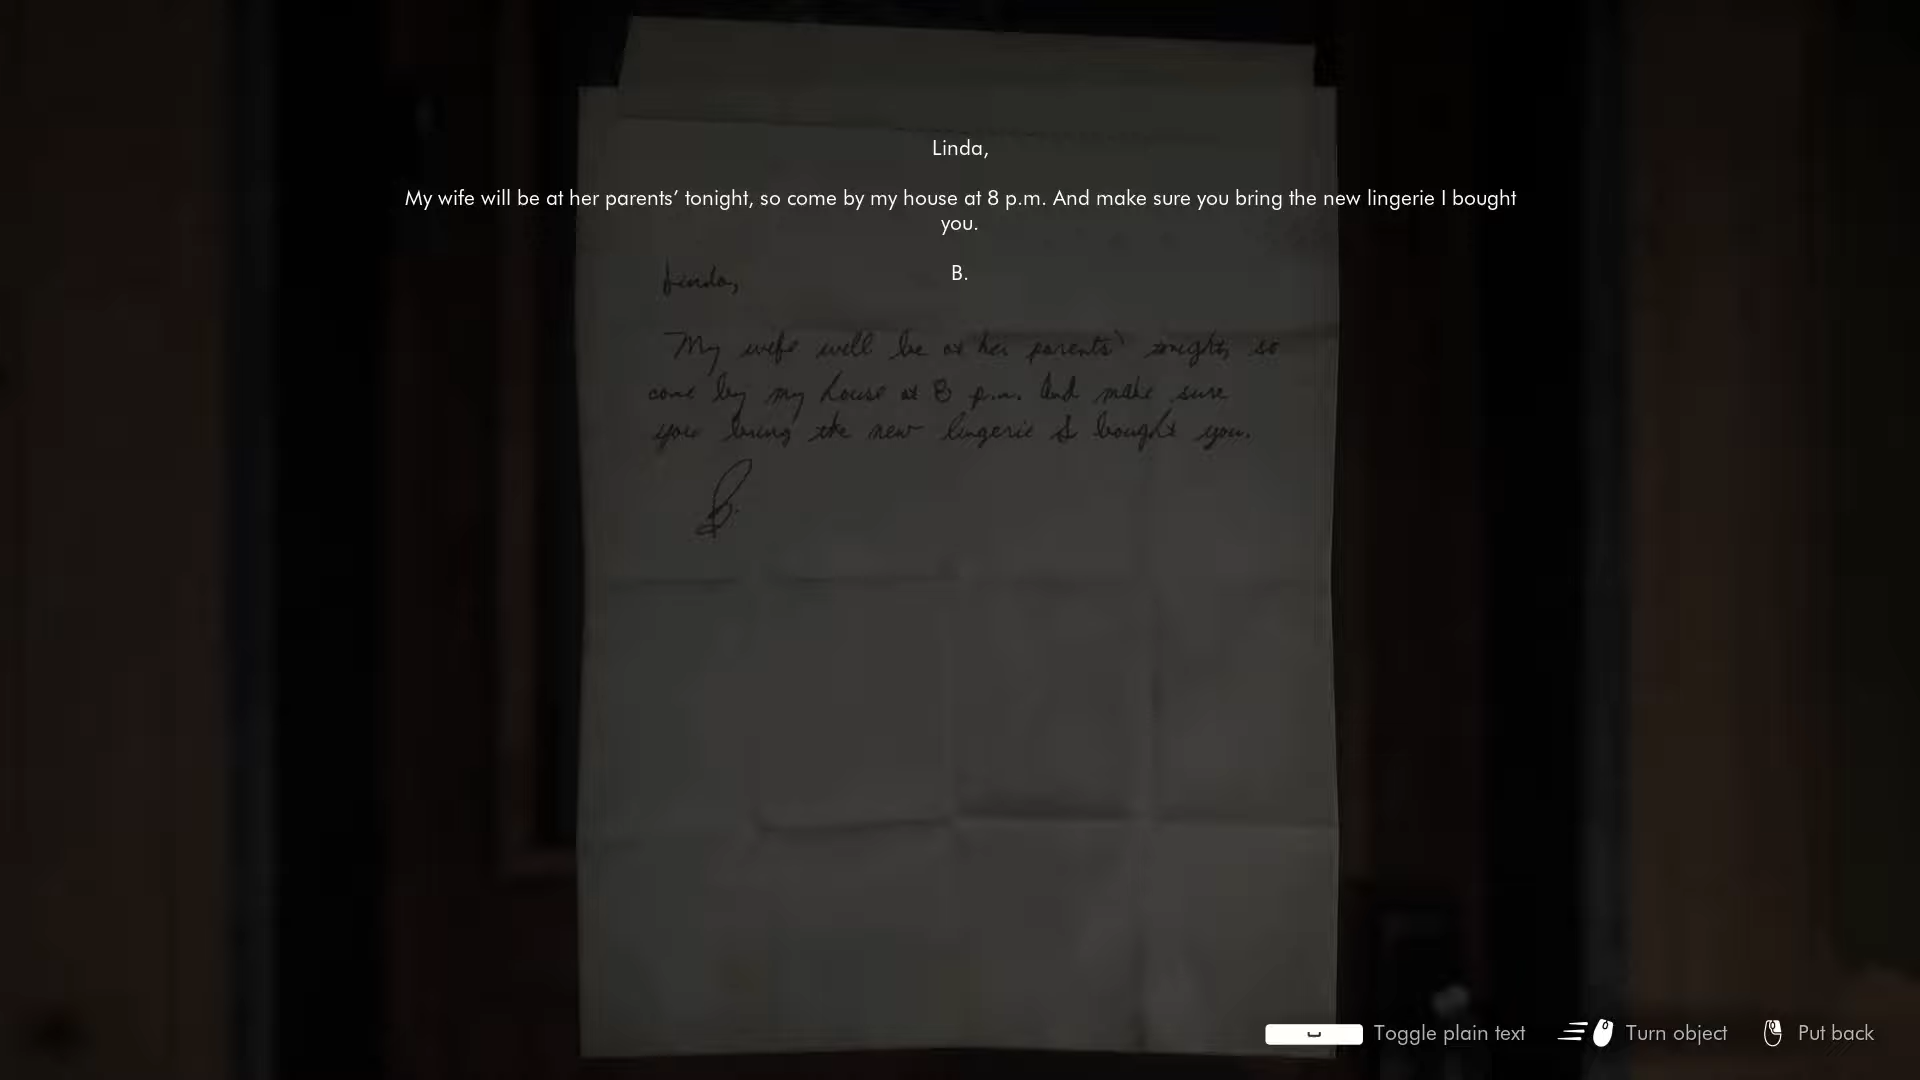 Linda,
My wife will be at her parents’ tonight, so come by my house at 8 p.m. And make sure you bring the new lingerie I bought
you.
B.
Linda,
My wife will be at her parents' tonight, so
come by my house at 8 p.m. And make sure
you bring the new lingerie I bought you.
B.
Toggle plain text
Turn object
Put back